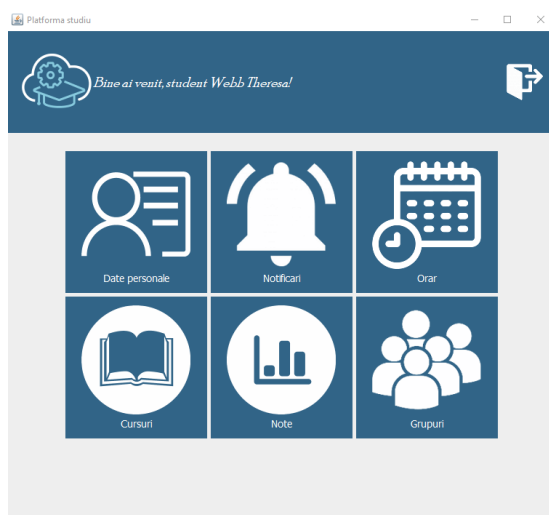 Platforma studiu
Bine ai venit, student Webb Theresa!
Date personale
Notificari
Orar
Cursuri
Note
Grupuri